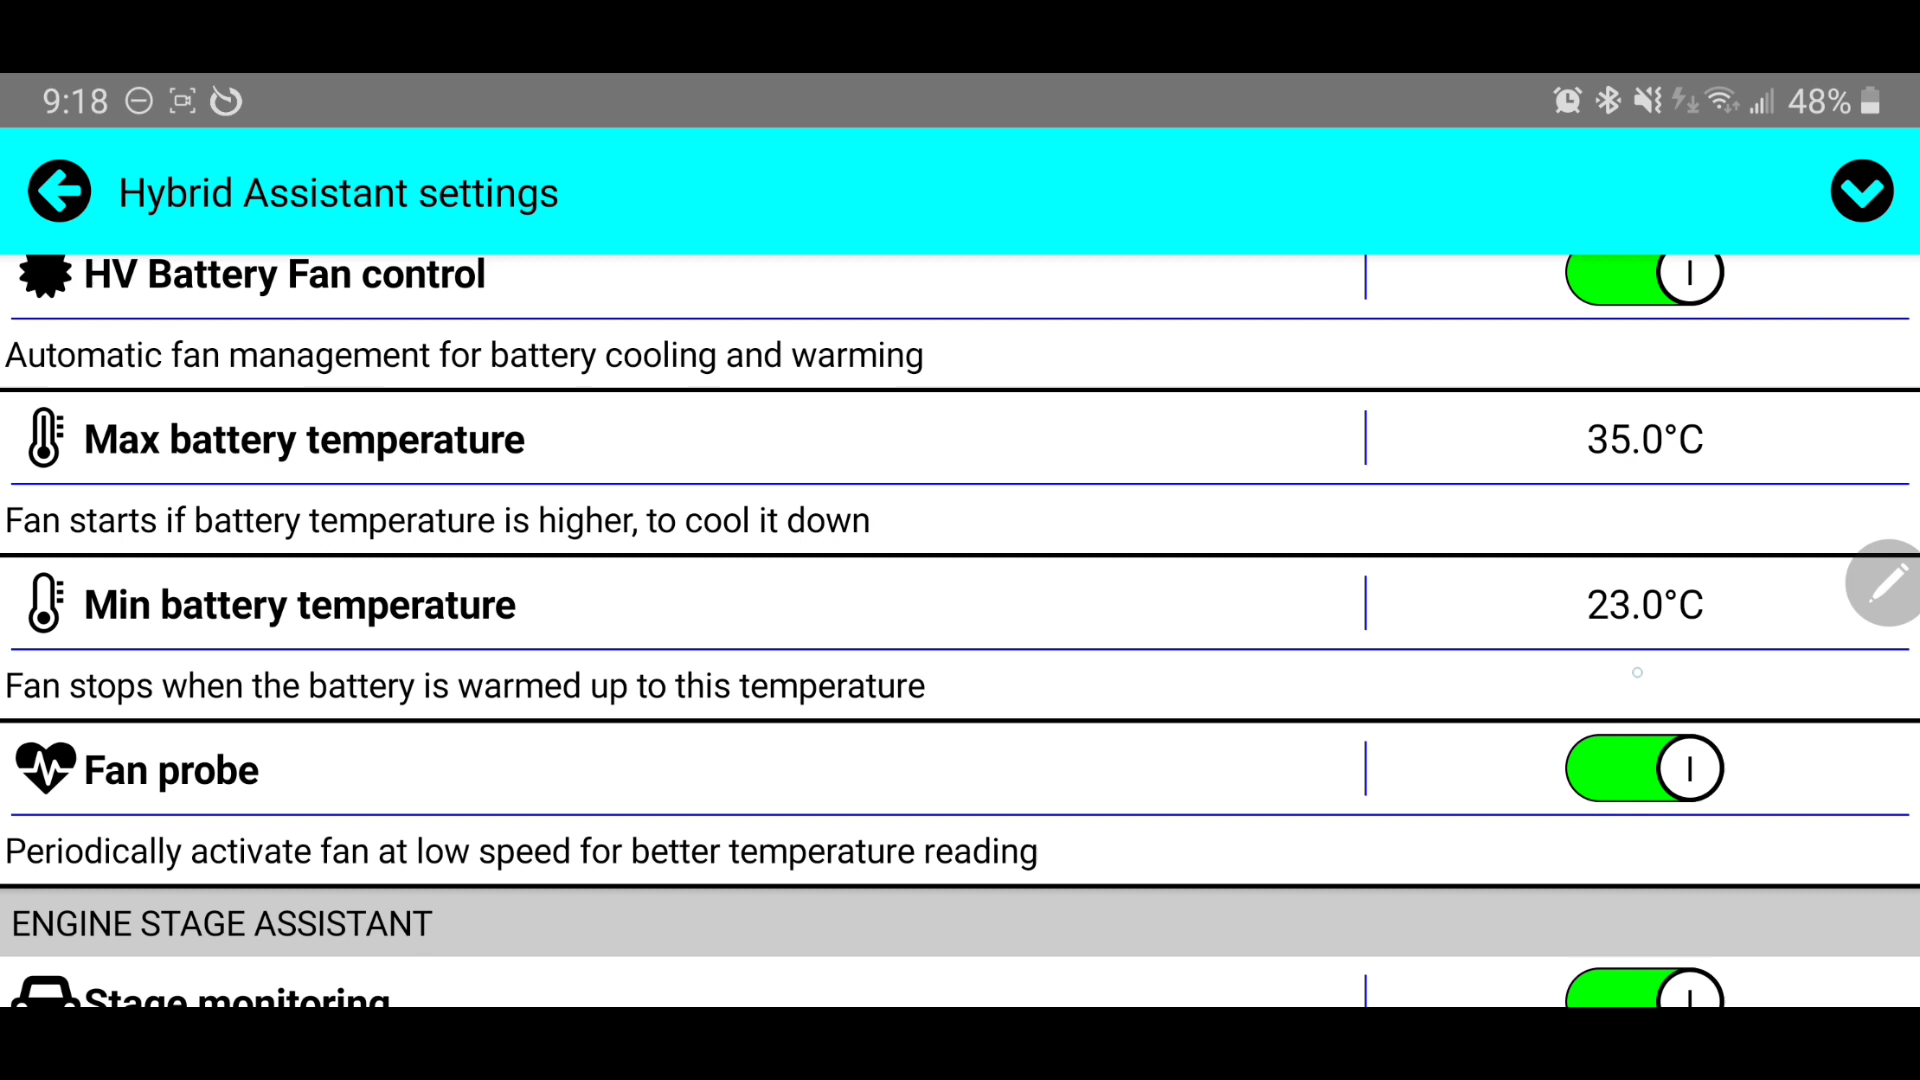 9:18 48%
Hybrid Assistant settings
HV Battery Fan control
Automatic fan management for battery cooling and warming
Max battery temperature 35.0°C
Fan starts if battery temperature is higher, to cool it down
Min battery temperature 23.0°C
Fan stops when the battery is warmed up to this temperature
Fan probe
Periodically activate fan at low speed for better temperature reading
ENGINE STAGE ASSISTANT
Stage monitoring